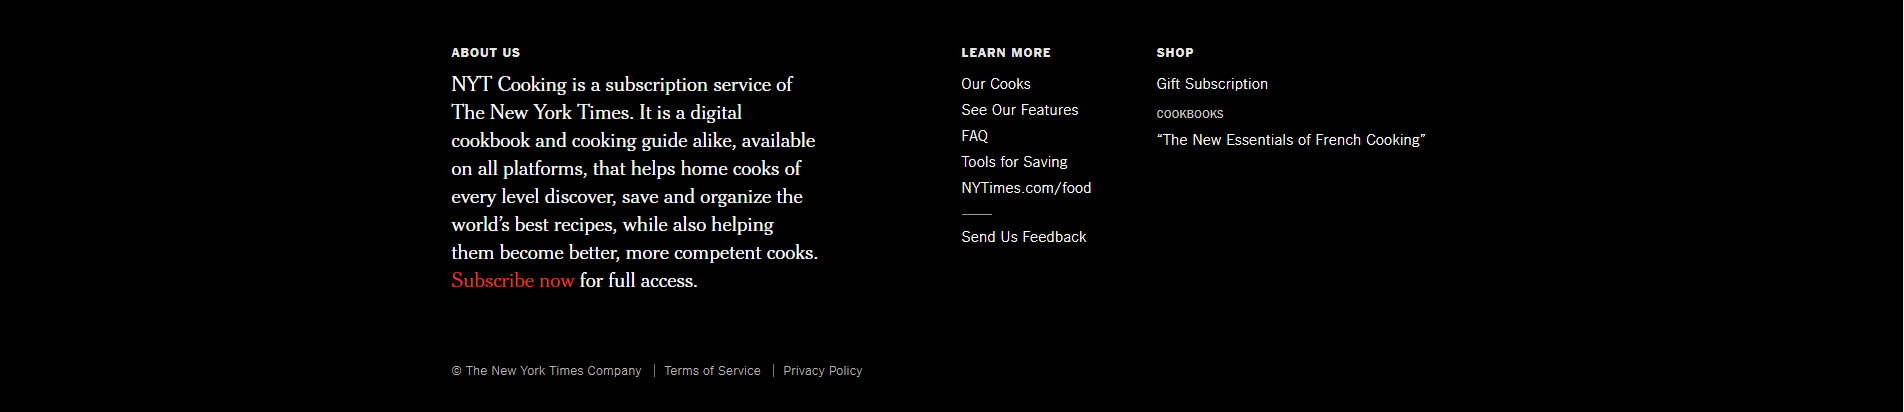 ABOUT US
NYT Cooking is a subscription service of
The New York Times. It is a digital
cookbook and cooking guide alike, available
on all platforms, that helps home cooks of
every level discover, save and organize the
world’s best recipes, while also helping
them become better, more competent cooks.
Subscribe now for full access.
LEARN MORE
Our Cooks
See Our Features
FAQ
Tools for Saving
NYTimes.com/food
Send Us Feedback
SHOP
Gift Subscription
COOKBOOKS
“The New Essentials of French Cooking”
© The New York Times Company | Terms of Service | Privacy Policy